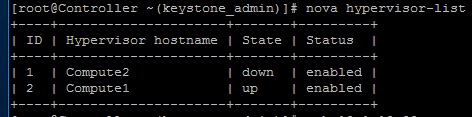 [root@Controller ~(keystone_admin)]# nova hypervisor-list
+----+---------------------+-------+---------+
| ID | Hypervisor hostname | State | Status  |
+----+---------------------+-------+---------+
| 1  | Compute2            | down  | enabled |
| 2  | Compute1            | up    | enabled |
+----+---------------------+-------+---------+